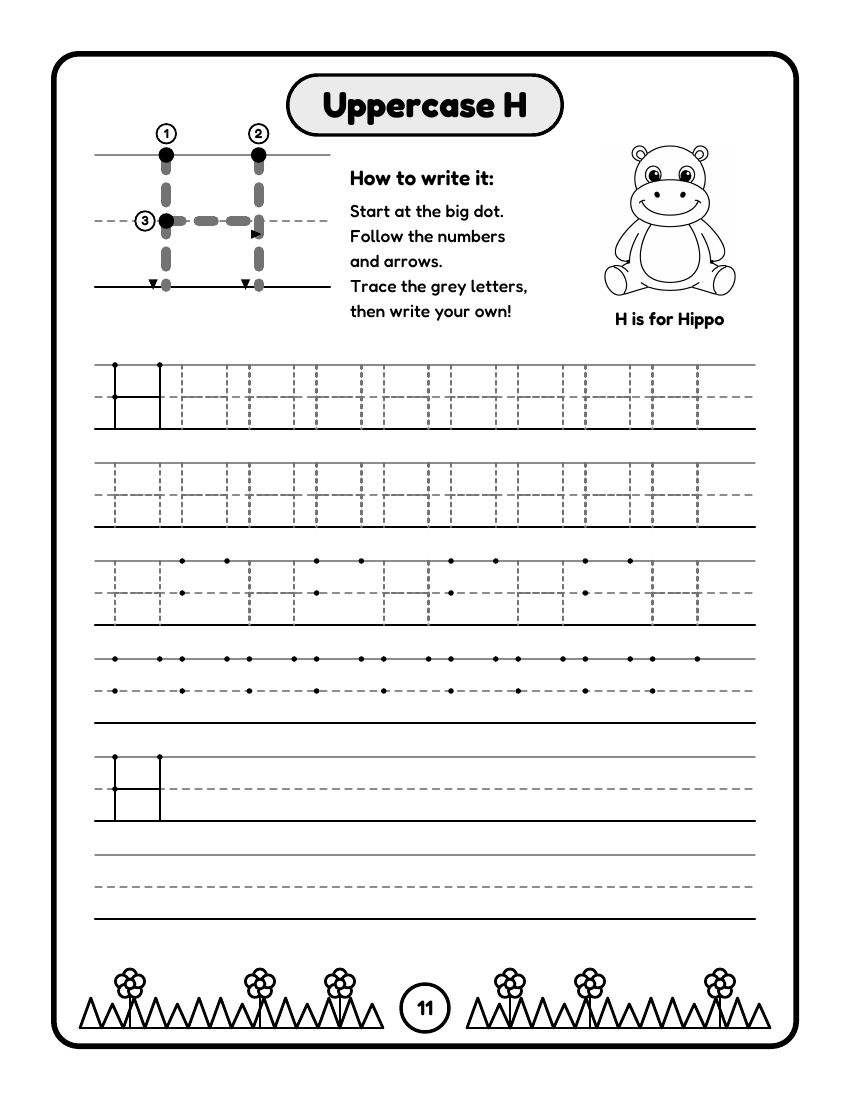 Uppercase H
1
2
3
How to write it:
Start at the big dot.
Follow the numbers
and arrows.
Trace the grey letters,
then write your own!
H is for Hippo
H H H H H H H H H
H H H H H H H H H
H H H H H
H
11